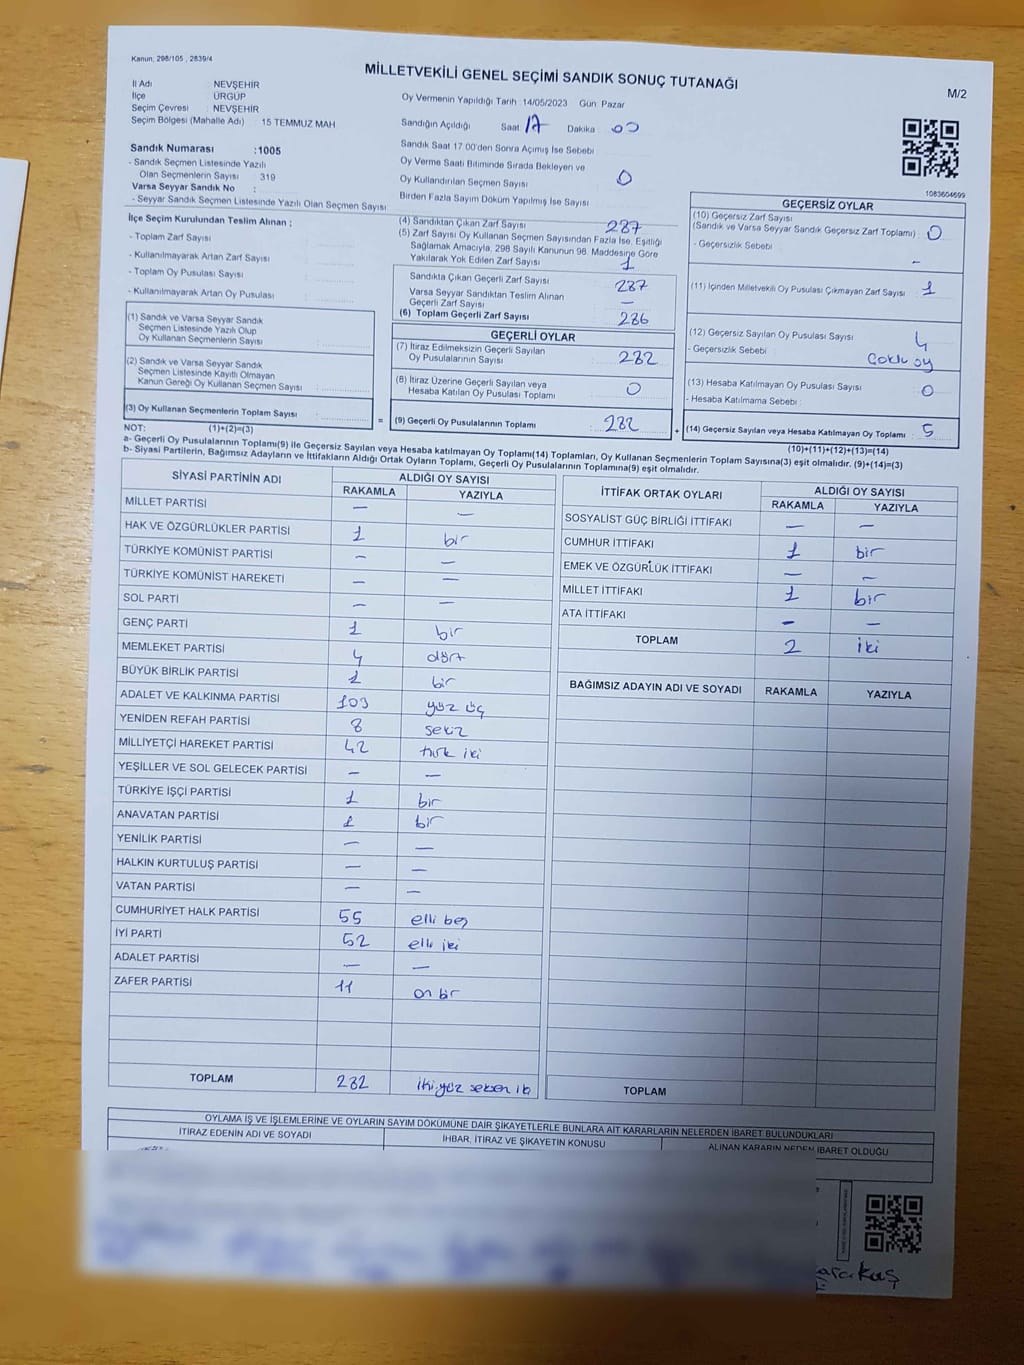 Kanun; 298/105 , 2839/4
MİLLETVEKİLİ GENEL SEÇİMİ SANDIK SONUÇ TUTANAĞI
M/2
İl Adı : NEVŞEHİR
İlçe : ÜRGÜP
Seçim Çevresi : NEVŞEHİR
Seçim Bölgesi (Mahalle Adı) : 15 TEMMUZ MAH
Sandık Numarası :1005
- Sandık Seçmen Listesinde Yazılı
Olan Seçmenlerin Sayısı : 319
Varsa Seyyar Sandık No :
- Seyyar Sandık Seçmen Listesinde Yazılı Olan Seçmen Sayısı
Oy Vermenin Yapıldığı Tarih :14/05/2023 Gün: Pazar
Sandığın Açıldığı Saat 17 Dakika : 00
Sandık Saat 17.00'den Sonra Açımış İse Sebebi
Oy Verme Saati Bitiminde Sırada Bekleyen ve
Oy Kullandırılan Seçmen Sayısı 0
Birden Fazla Sayım Döküm Yapılmış İse Sayısı
1083604699
İlçe Seçim Kurulundan Teslim Alınan ;
- Toplam Zarf Sayısı :
- Kullanılmayarak Artan Zarf Sayısı :
- Toplam Oy Pusulası Sayısı :
- Kullanılmayarak Artan Oy Pusulası :
(1) Sandık ve Varsa Seyyar Sandık
Seçmen Listesinde Yazılı Olup
Oy Kullanan Seçmenlerin Sayısı :
(2) Sandık ve Varsa Seyyar Sandık
Seçmen Listesinde Kayıtlı Olmayan
Kanun Gereği Oy Kullanan Seçmen Sayısı :
(3) Oy Kullanan Seçmenlerin Toplam Sayısı :
NOT: (1)+(2)=(3)
(4) Sandıktan Çıkan Zarf Sayısı 287
(5) Zarf Sayısı Oy Kullanan Seçmen Sayısından Fazla İse, Eşitliği
Sağlamak Amacıyla, 298 Sayılı Kanunun 98. Maddesine Göre
Yakılarak Yok Edilen Zarf Sayısı 1
Sandıkta Çıkan Geçerli Zarf Sayısı 287
Varsa Seyyar Sandıktan Teslim Alınan
Geçerli Zarf Sayısı : —
(6) Toplam Geçerli Zarf Sayısı : 286
GEÇERLİ OYLAR
(7) İtiraz Edilmeksizin Geçerli Sayılan
Oy Pusulalarının Sayısı : 282
(8) İtiraz Üzerine Geçerli Sayılan veya
Hesaba Katılan Oy Pusulası Toplamı : 0
= (9) Geçerli Oy Pusulalarının Toplamı : 282 +
GEÇERSİZ OYLAR
(10) Geçersiz Zarf Sayısı
(Sandık ve Varsa Seyyar Sandık Geçersiz Zarf Toplamı) : 0
- Geçersizlik Sebebi : -
(11) İçinden Milletvekili Oy Pusulası Çıkmayan Zarf Sayısı : 1
(12) Geçersiz Sayılan Oy Pusulası Sayısı : 4
- Geçersizlik Sebebi : Çoklu oy
(13) Hesaba Katılmayan Oy Pusulası Sayısı : 0
- Hesaba Katılmama Sebebi :
(14) Geçersiz Sayılan veya Hesaba Katılmayan Oy Toplamı : 5
(10)+(11)+(12)+(13)=(14)
a- Geçerli Oy Pusulalarının Toplamı(9) ile Geçersiz Sayılan veya Hesaba katılmayan Oy Toplamı(14) Toplamları, Oy Kullanan Seçmenlerin Toplam Sayısına(3) eşit olmalıdır. (9)+(14)=(3)
b- Siyasi Partilerin, Bağımsız Adayların ve İttifakların Aldığı Ortak Oyların Toplamı, Geçerli Oy Pusulalarının Toplamına(9) eşit olmalıdır.
SİYASİ PARTİNİN ADI ALDIĞI OY SAYISI
RAKAMLA YAZIYLA
MİLLET PARTİSİ — —
HAK VE ÖZGÜRLÜKLER PARTİSİ 1 bir
TÜRKİYE KOMÜNİST PARTİSİ — —
TÜRKİYE KOMÜNİST HAREKETİ — —
SOL PARTİ — —
GENÇ PARTİ 1 bir
MEMLEKET PARTİSİ 4 dört
BÜYÜK BİRLİK PARTİSİ 1 bir
ADALET VE KALKINMA PARTİSİ 103 yüz üç
YENİDEN REFAH PARTİSİ 8 sekiz
MİLLİYETÇİ HAREKET PARTİSİ 42 kırk iki
YEŞİLLER VE SOL GELECEK PARTİSİ — —
TÜRKİYE İŞÇİ PARTİSİ 1 bir
ANAVATAN PARTİSİ 1 bir
YENİLİK PARTİSİ — —
HALKIN KURTULUŞ PARTİSİ — —
VATAN PARTİSİ — —
CUMHURİYET HALK PARTİSİ 55 elli beş
İYİ PARTİ 52 elli iki
ADALET PARTİSİ — —
ZAFER PARTİSİ 11 on bir
TOPLAM 282 iki yüz seksen iki
İTTİFAK ORTAK OYLARI ALDIĞI OY SAYISI
RAKAMLA YAZIYLA
SOSYALİST GÜÇ BİRLİĞİ İTTİFAKI — —
CUMHUR İTTİFAKI 1 bir
EMEK VE ÖZGÜRLÜK İTTİFAKI — —
MİLLET İTTİFAKI 1 bir
ATA İTTİFAKI — —
TOPLAM 2 iki
BAĞIMSIZ ADAYIN ADI VE SOYADI RAKAMLA YAZIYLA
TOPLAM
OYLAMA İŞ VE İŞLEMLERİNE VE OYLARIN SAYIM DÖKÜMÜNE DAİR ŞİKAYETLERLE BUNLARA AİT KARARLARIN NELERDEN İBARET BULUNDUKLARI
İTİRAZ EDENİN ADI VE SOYADI İHBAR, İTİRAZ VE ŞİKAYETİN KONUSU ALINAN KARARIN NEDEN İBARET OLDUĞU